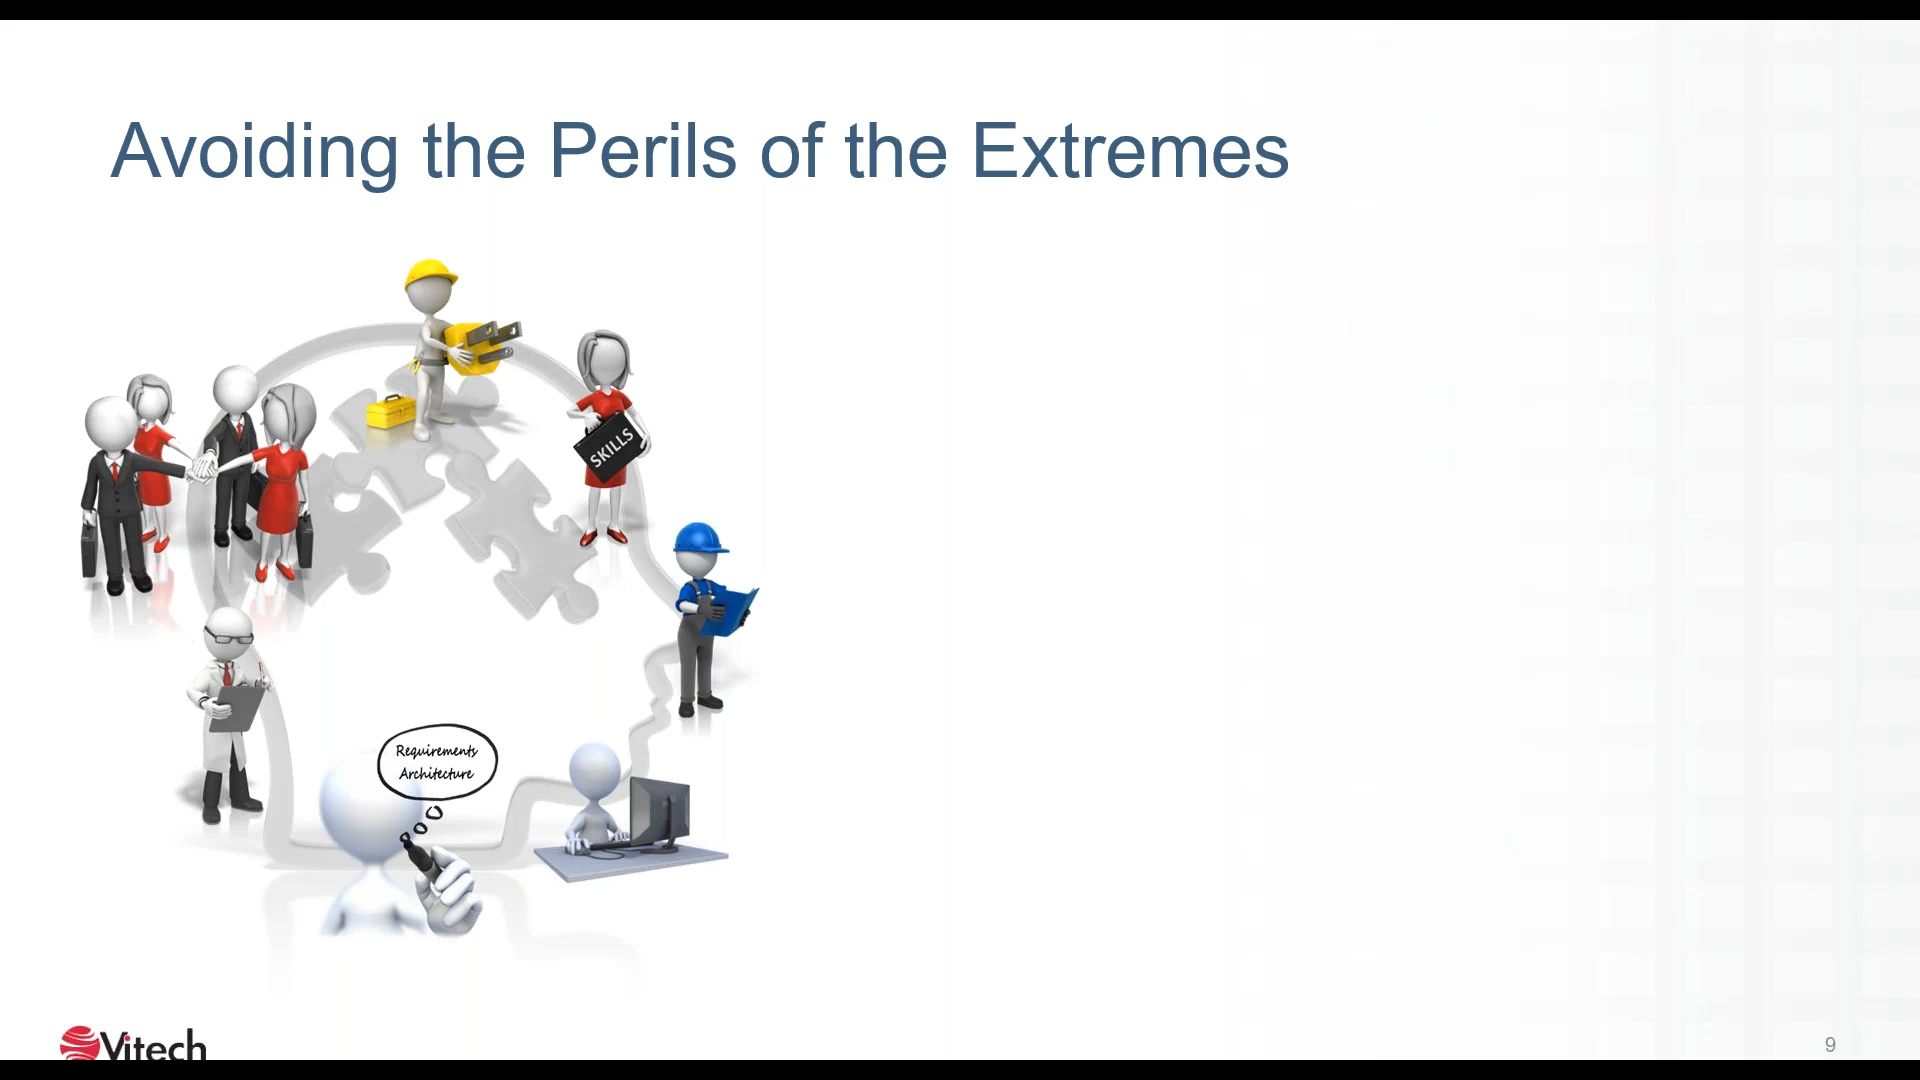 Avoiding the Perils of the Extremes
SKILLS
Requirements
Architecture
Vitech
9